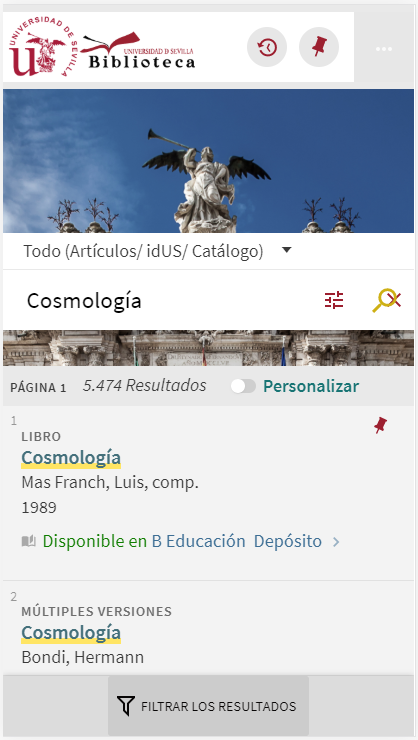 UNIVERSIDAD DE SEVILLA
UNIVERSIDAD Đ SEVILLA
Biblioteca
Todo (Artículos/ idUS/ Catálogo)
Cosmología
PÁGINA 1 5.474 Resultados Personalizar
1
LIBRO
Cosmología
Mas Franch, Luis, comp.
1989
Disponible en B Educación Depósito
2
MÚLTIPLES VERSIONES
Cosmología
Bondi, Hermann
FILTRAR LOS RESULTADOS